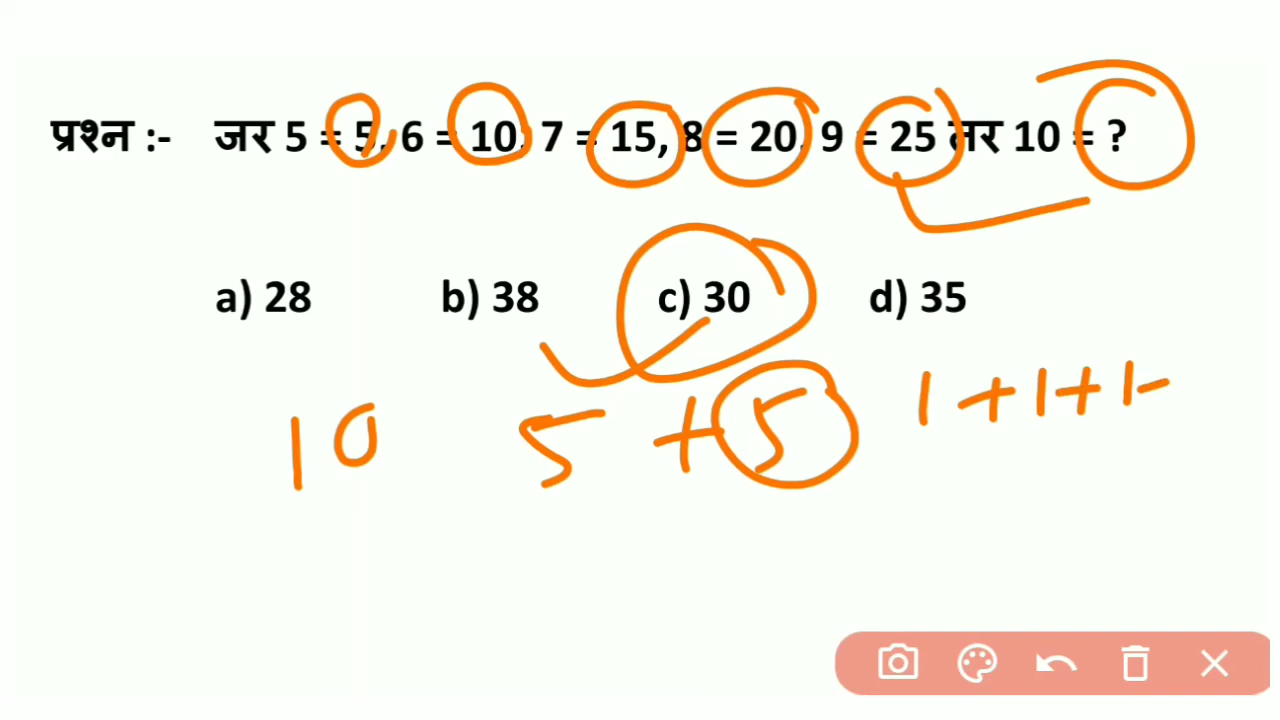 प्रश्न :- जर 5 = 5, 6 = 10, 7 = 15, 8 = 20, 9 = 25 तर 10 = ?
a) 28 b) 38 c) 30 d) 35
10 5 + 5 1 + 1 + 1 -